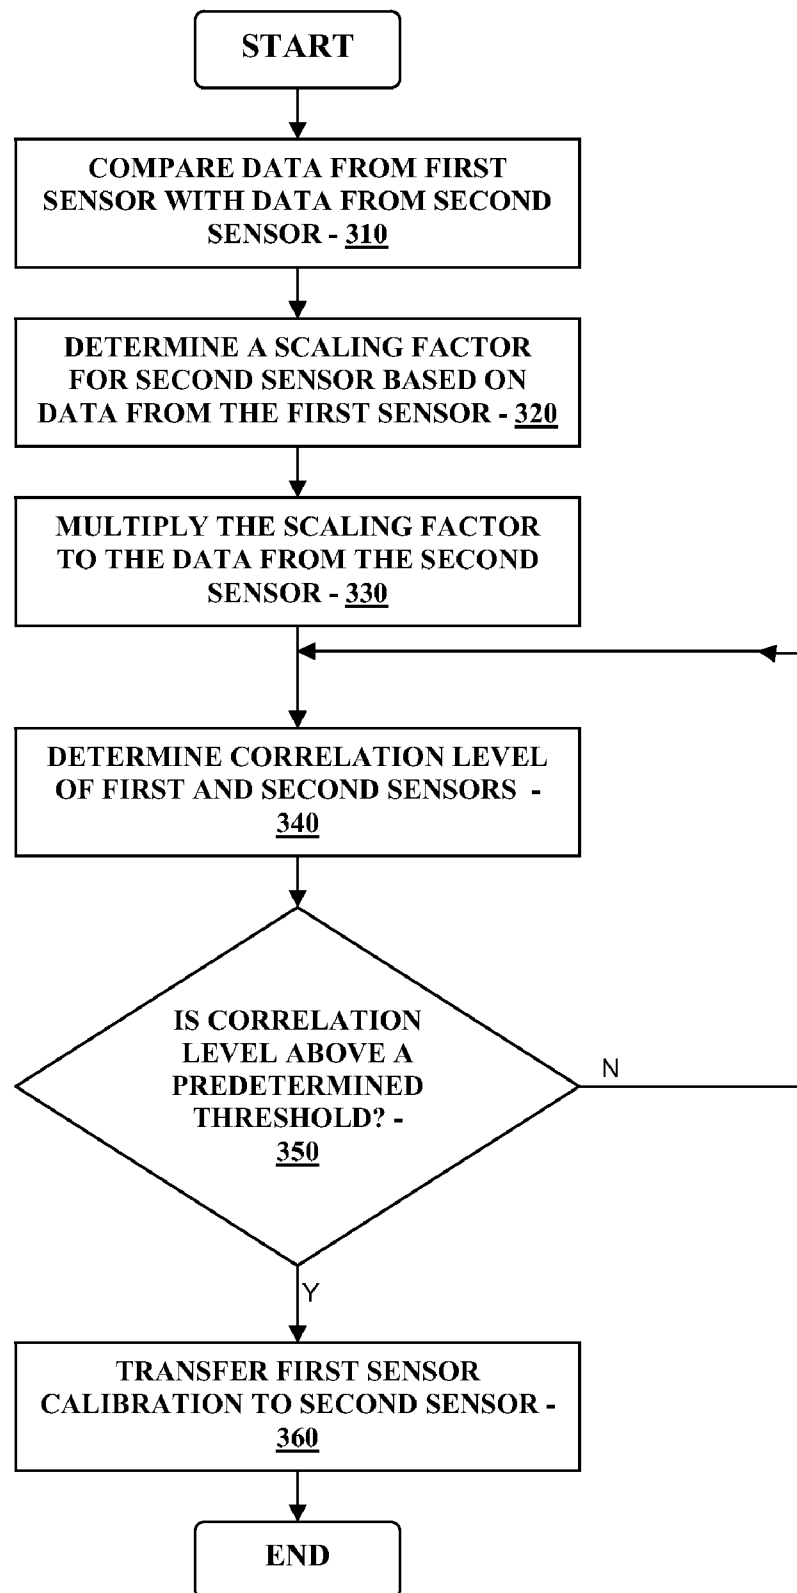 START
COMPARE DATA FROM FIRST
SENSOR WITH DATA FROM SECOND
SENSOR - 310
DETERMINE A SCALING FACTOR
FOR SECOND SENSOR BASED ON
DATA FROM THE FIRST SENSOR - 320
MULTIPLY THE SCALING FACTOR
TO THE DATA FROM THE SECOND
SENSOR - 330
DETERMINE CORRELATION LEVEL
OF FIRST AND SECOND SENSORS -
340
IS CORRELATION
LEVEL ABOVE A
PREDETERMINED
THRESHOLD? -
350
N
Y
TRANSFER FIRST SENSOR
CALIBRATION TO SECOND SENSOR -
360
END